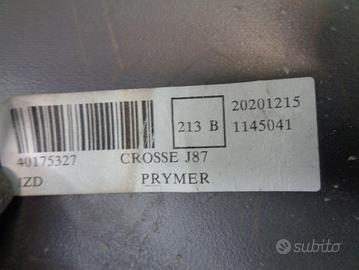 213 B
20201215
1145041
40175327
CROSSE J87
IZD
PRYMER
subito